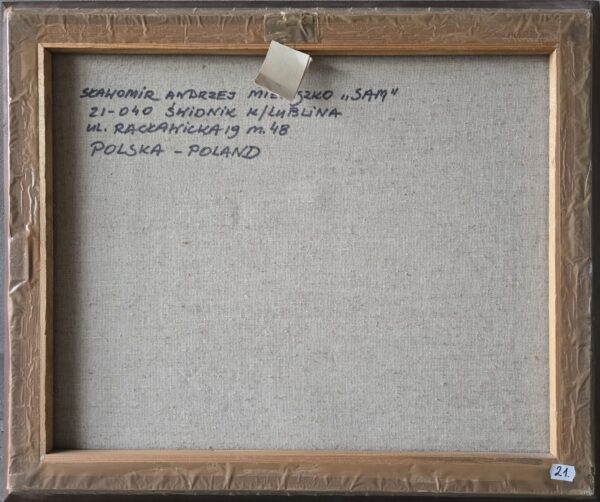 SŁAWOMIR ANDRZEJ „SAM"
21-040 ŚWIDNIK K/LUBLINA
UL. RACŁAWICKA 19 m. 48
POLSKA - POLAND
21.